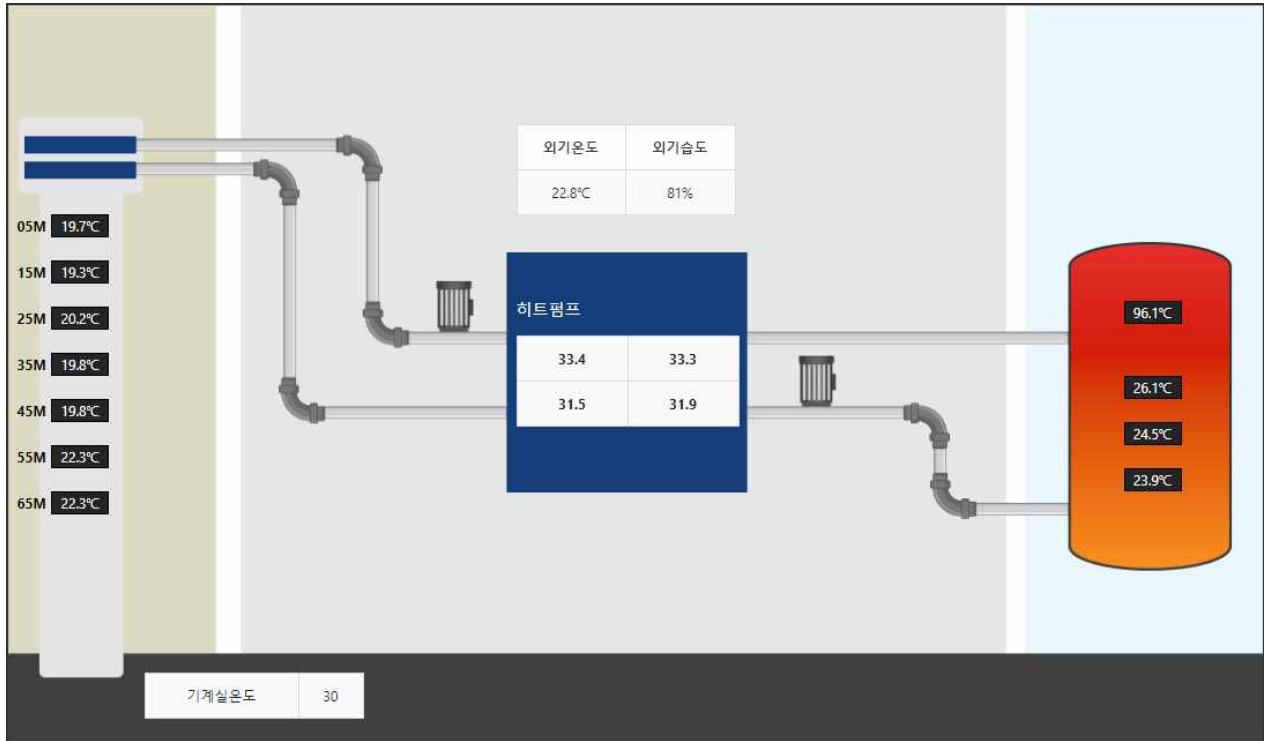 외기온도 외기습도
22.8℃ 81%
05M 19.7℃
15M 19.3℃
25M 20.2℃
35M 19.8℃
45M 19.8℃
55M 22.3℃
65M 22.3℃
히트펌프
33.4 33.3
31.5 31.9
96.1℃
26.1℃
24.5℃
23.9℃
기계실온도 30